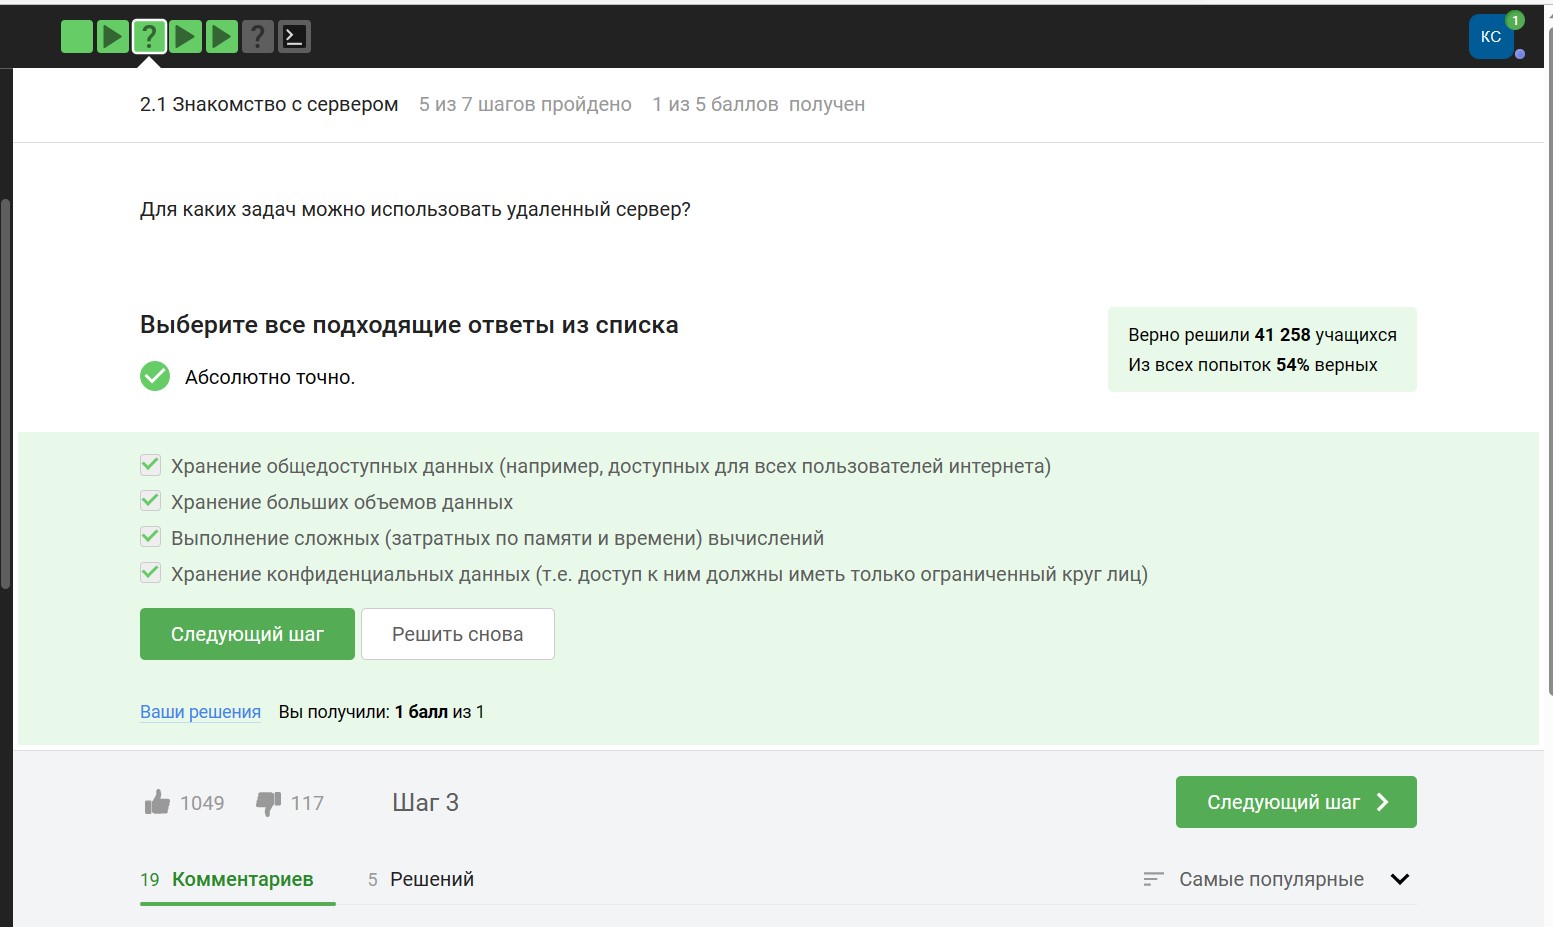 КС
1
2.1 Знакомство с сервером 5 из 7 шагов пройдено 1 из 5 баллов получен
Для каких задач можно использовать удаленный сервер?
Выберите все подходящие ответы из списка
Верно решили 41 258 учащихся
Из всех попыток 54% верных
Абсолютно точно.
Хранение общедоступных данных (например, доступных для всех пользователей интернета)
Хранение больших объемов данных
Выполнение сложных (затратных по памяти и времени) вычислений
Хранение конфиденциальных данных (т.е. доступ к ним должны иметь только ограниченный круг лиц)
Следующий шаг Решить снова
Ваши решения Вы получили: 1 балл из 1
1049 117 Шаг 3 Следующий шаг
19 Комментариев 5 Решений Самые популярные